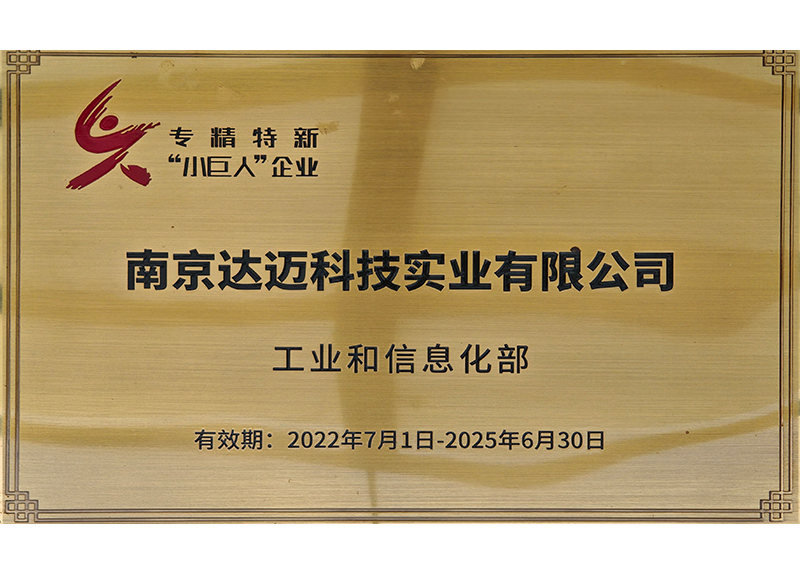 专精特新
“小巨人”企业
南京达迈科技实业有限公司
工业和信息化部
有效期：2022年7月1日-2025年6月30日